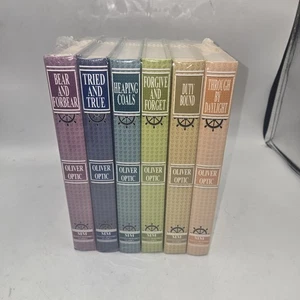 BEAR
AND
FORBEAR
OLIVER
OPTIC
TRIED
AND
TRUE
OLIVER
OPTIC
HEAPING
COALS
OLIVER
OPTIC
FORGIVE
AND
FORGET
OLIVER
OPTIC
DUTY
BOUND
OLIVER
OPTIC
THROUGH
BY
DAYLIGHT
OLIVER
OPTIC